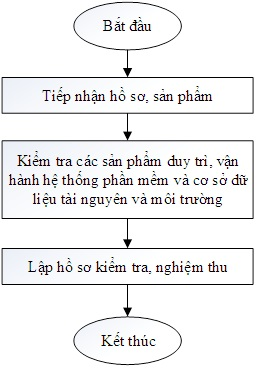 Bắt đầu
Tiếp nhận hồ sơ, sản phẩm
Kiểm tra các sản phẩm duy trì, vận
hành hệ thống phần mềm và cơ sở dữ
liệu tài nguyên và môi trường
Lập hồ sơ kiểm tra, nghiệm thu
Kết thúc